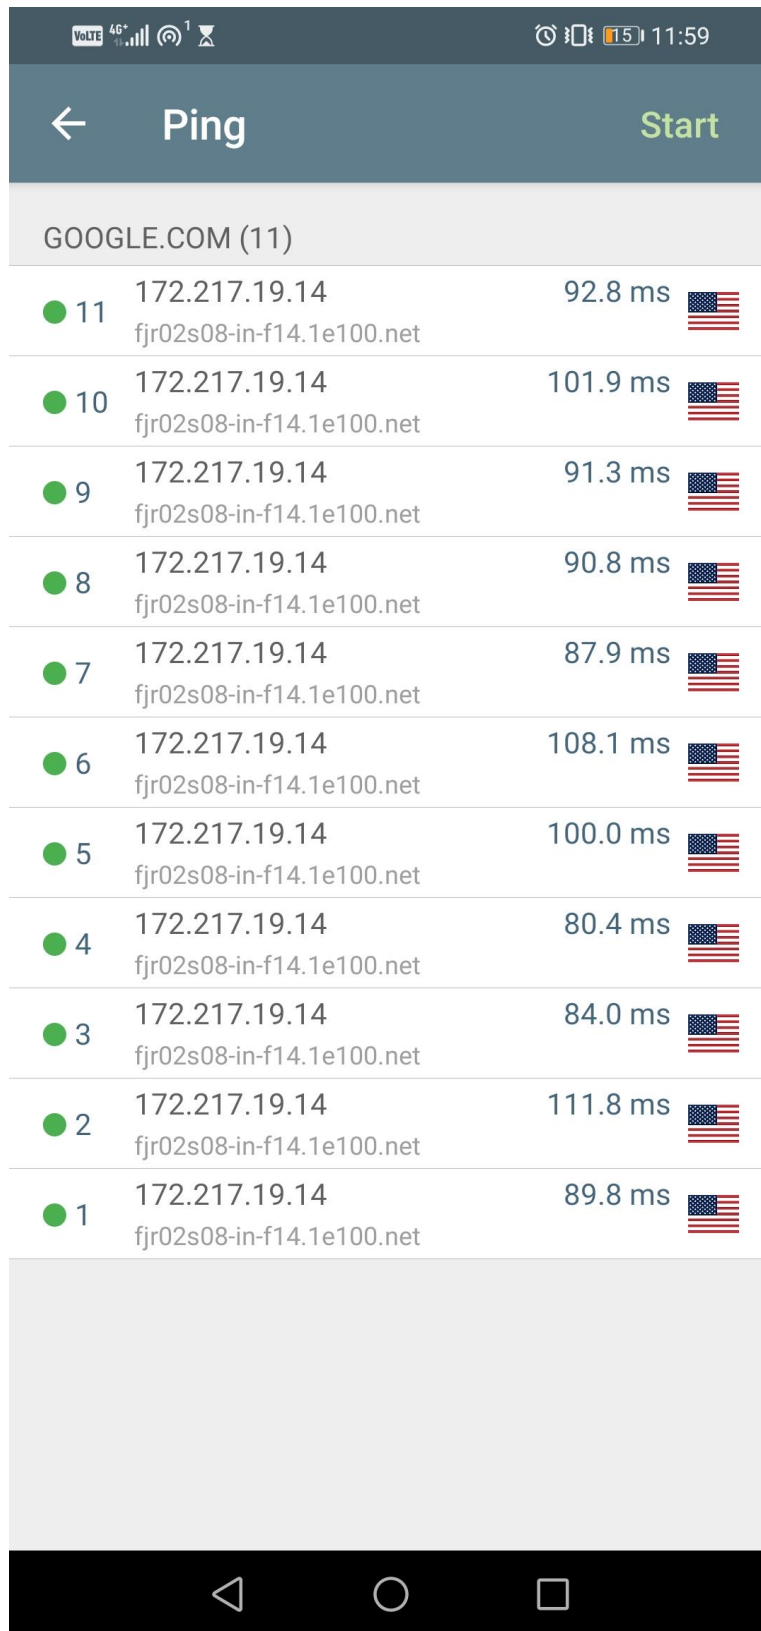 VoLTE 4G+ 1 15 11:59
Ping Start
GOOGLE.COM (11)
11 172.217.19.14 92.8 ms
fjr02s08-in-f14.1e100.net
10 172.217.19.14 101.9 ms
fjr02s08-in-f14.1e100.net
9 172.217.19.14 91.3 ms
fjr02s08-in-f14.1e100.net
8 172.217.19.14 90.8 ms
fjr02s08-in-f14.1e100.net
7 172.217.19.14 87.9 ms
fjr02s08-in-f14.1e100.net
6 172.217.19.14 108.1 ms
fjr02s08-in-f14.1e100.net
5 172.217.19.14 100.0 ms
fjr02s08-in-f14.1e100.net
4 172.217.19.14 80.4 ms
fjr02s08-in-f14.1e100.net
3 172.217.19.14 84.0 ms
fjr02s08-in-f14.1e100.net
2 172.217.19.14 111.8 ms
fjr02s08-in-f14.1e100.net
1 172.217.19.14 89.8 ms
fjr02s08-in-f14.1e100.net